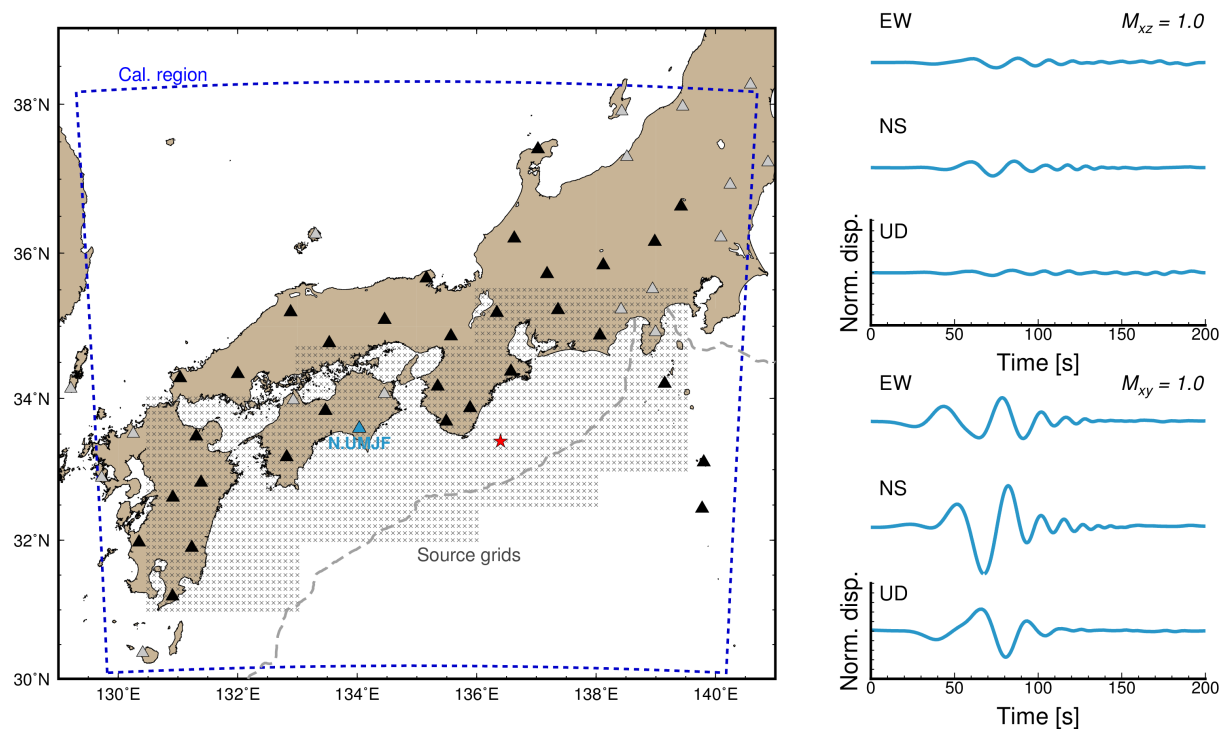 Cal. region
38°N
36°N
34°N
32°N
30°N
130°E
132°E
134°E
136°E
138°E
140°E
N.UMJF
Source grids
EW
M_xz = 1.0
NS
UD
Norm. disp.
0
50
100
150
200
Time [s]
EW
M_xy = 1.0
NS
UD
Norm. disp.
0
50
100
150
200
Time [s]